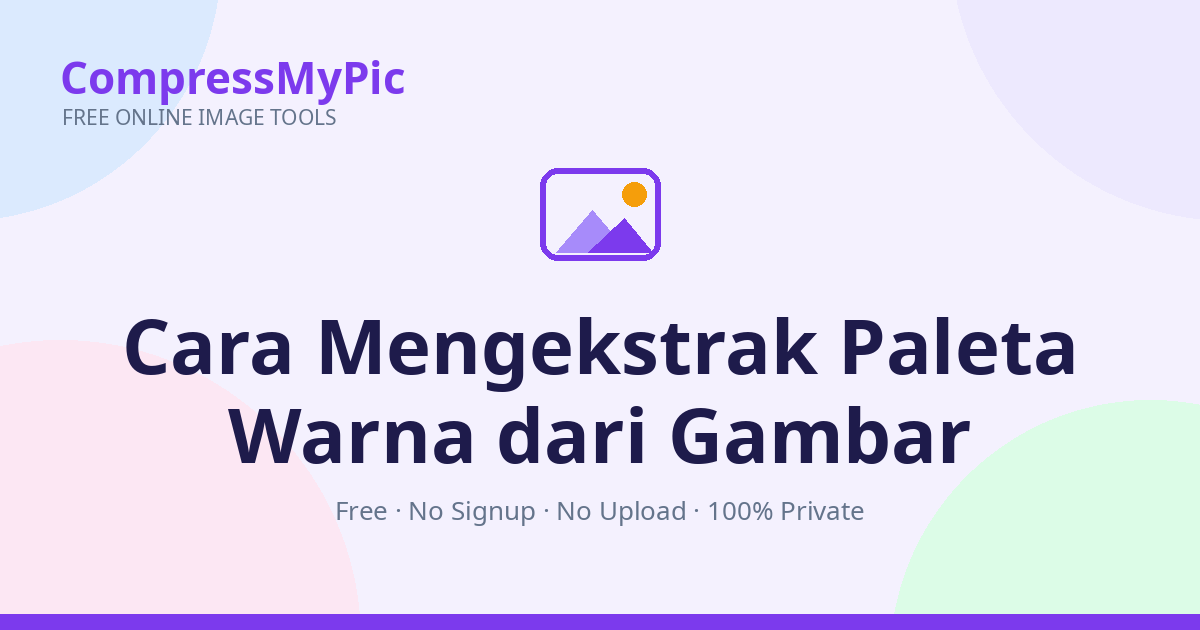 CompressMyPic
FREE ONLINE IMAGE TOOLS
Cara Mengekstrak Paleta
Warna dari Gambar
Free · No Signup · No Upload · 100% Private